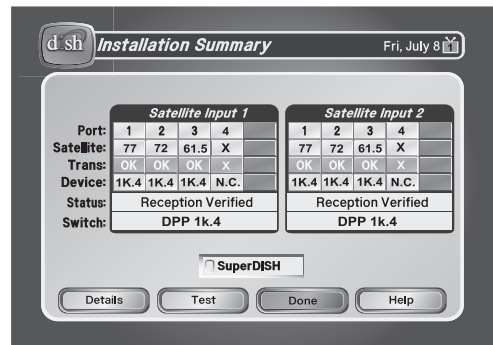 dish Installation Summary Fri, July 8
Satellite Input 1 Satellite Input 2
Port: 1 2 3 4 1 2 3 4
Satellite: 77 72 61.5 X 77 72 61.5 X
Trans: OK OK OK X OK OK OK X
Device: 1K.4 1K.4 1K.4 N.C. 1K.4 1K.4 1K.4 N.C.
Status: Reception Verified Reception Verified
Switch: DPP 1k.4 DPP 1k.4
SuperDISH
Details Test Done Help